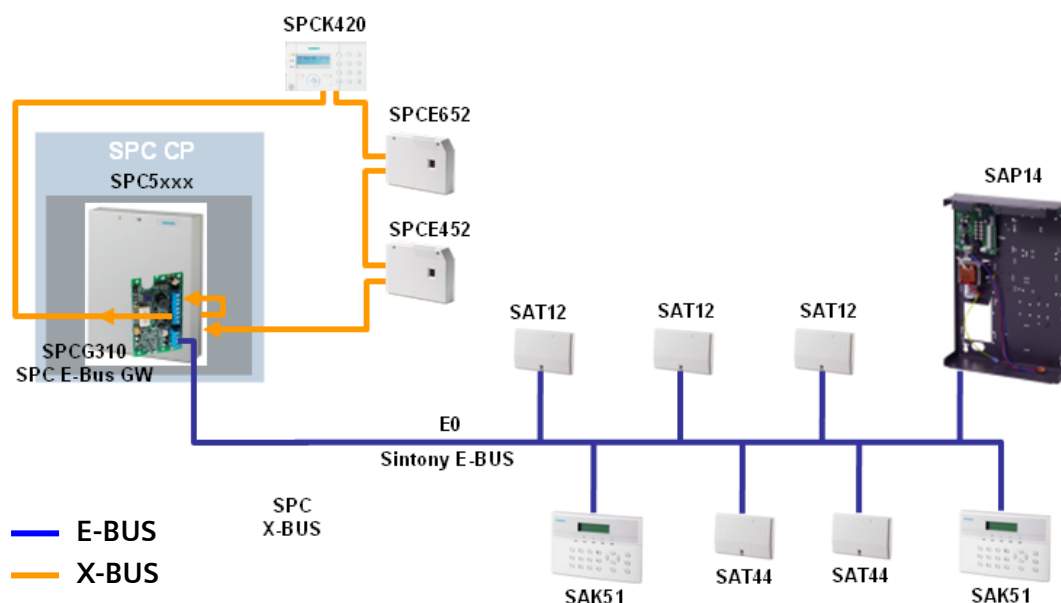 SPCK420
SPCE652
SPC CP
SPC5xxx
SAP14
SPCE452
SAT12
SAT12
SAT12
SPCG310
SPC E-Bus GW
E0
Sintony E-BUS
SPC
X-BUS
E-BUS
X-BUS
SAK51
SAT44
SAT44
SAK51